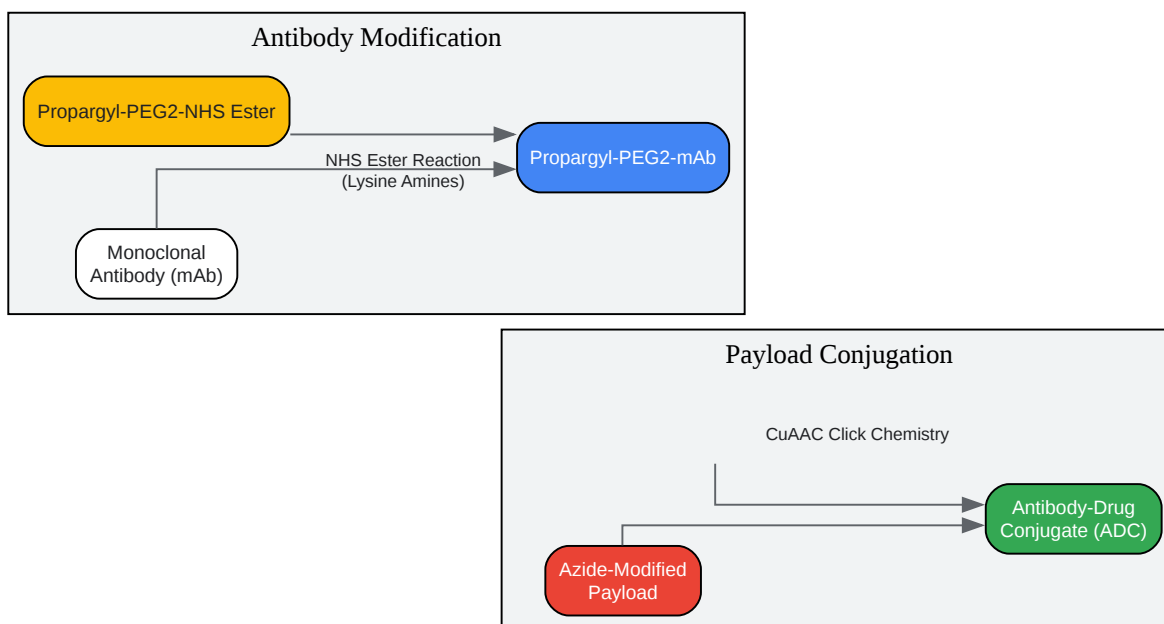 Antibody Modification
Propargyl-PEG2-NHS Ester
NHS Ester Reaction
(Lysine Amines)
Propargyl-PEG2-mAb
Monoclonal
Antibody (mAb)
Payload Conjugation
CuAAC Click Chemistry
Antibody-Drug
Conjugate (ADC)
Azide-Modified
Payload